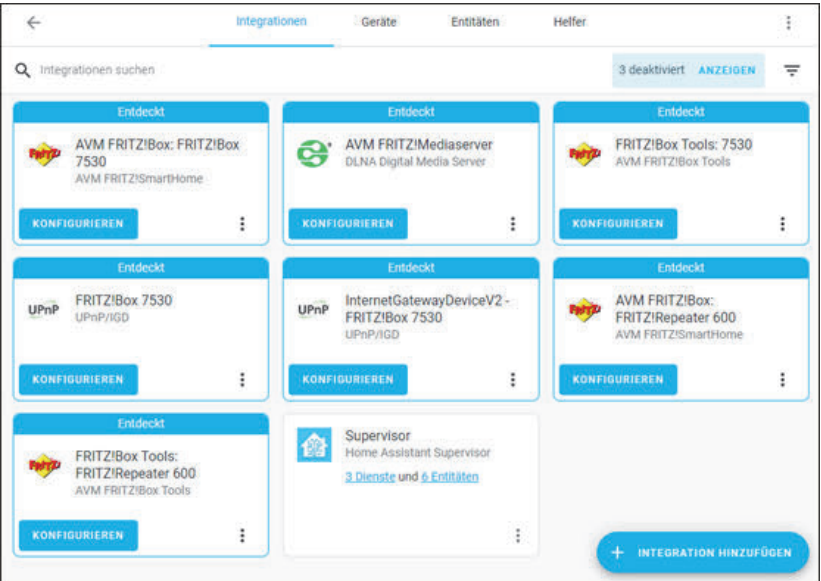 Integrationen Geräte Entitäten Helfer
Integrationen suchen 3 deaktiviert ANZEIGEN
Entdeckt
FRITZ!
AVM FRITZ!Box: FRITZ!Box
7530
AVM FRITZ!SmartHome
KONFIGURIEREN
Entdeckt
AVM FRITZ!Mediaserver
DLNA Digital Media Server
KONFIGURIEREN
Entdeckt
FRITZ!
FRITZ!Box Tools: 7530
AVM FRITZ!Box Tools
KONFIGURIEREN
Entdeckt
UPnP
FRITZ!Box 7530
UPnP/IGD
KONFIGURIEREN
Entdeckt
UPnP
InternetGatewayDeviceV2 -
FRITZ!Box 7530
UPnP/IGD
KONFIGURIEREN
Entdeckt
FRITZ!
AVM FRITZ!Box:
FRITZ!Repeater 600
AVM FRITZ!SmartHome
KONFIGURIEREN
Entdeckt
FRITZ!
FRITZ!Box Tools:
FRITZ!Repeater 600
AVM FRITZ!Box Tools
KONFIGURIEREN
Supervisor
Home Assistant Supervisor
3 Dienste und 6 Entitäten
+ INTEGRATION HINZUFÜGEN